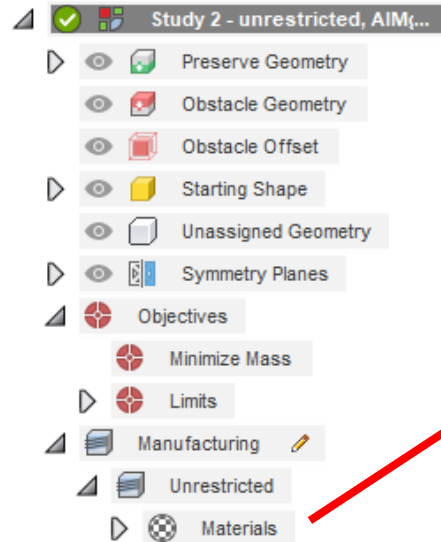 Study 2 - unrestricted, AIM(...
Preserve Geometry
Obstacle Geometry
Obstacle Offset
Starting Shape
Unassigned Geometry
Symmetry Planes
Objectives
Minimize Mass
Limits
Manufacturing
Unrestricted
Materials